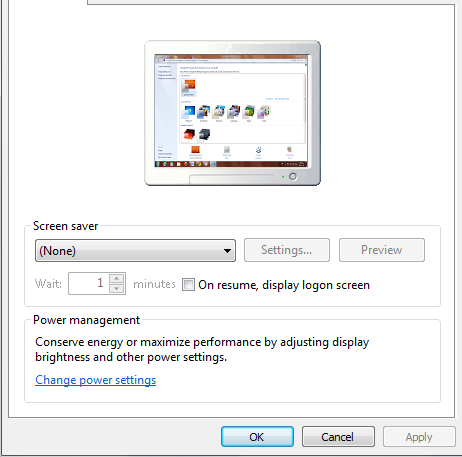 Screen saver
(None)
Settings...
Preview
Wait:
1
minutes
On resume, display logon screen
Power management
Conserve energy or maximize performance by adjusting display
brightness and other power settings.
Change power settings
OK
Cancel
Apply